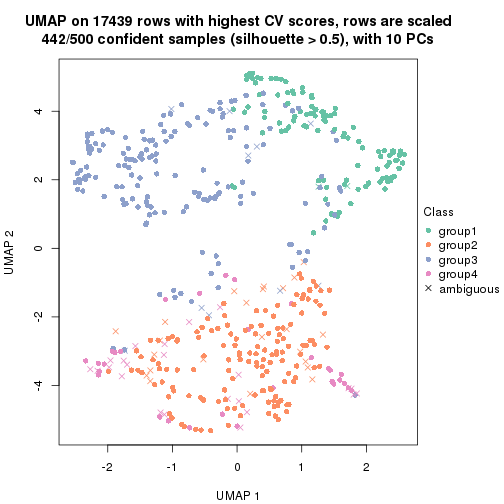 UMAP on 17439 rows with highest CV scores, rows are scaled
442/500 confident samples (silhouette > 0.5), with 10 PCs
4
2
0
-2
-4
UMAP 2
-2
-1
0
1
2
UMAP 1
Class
group1
group2
group3
group4
ambiguous